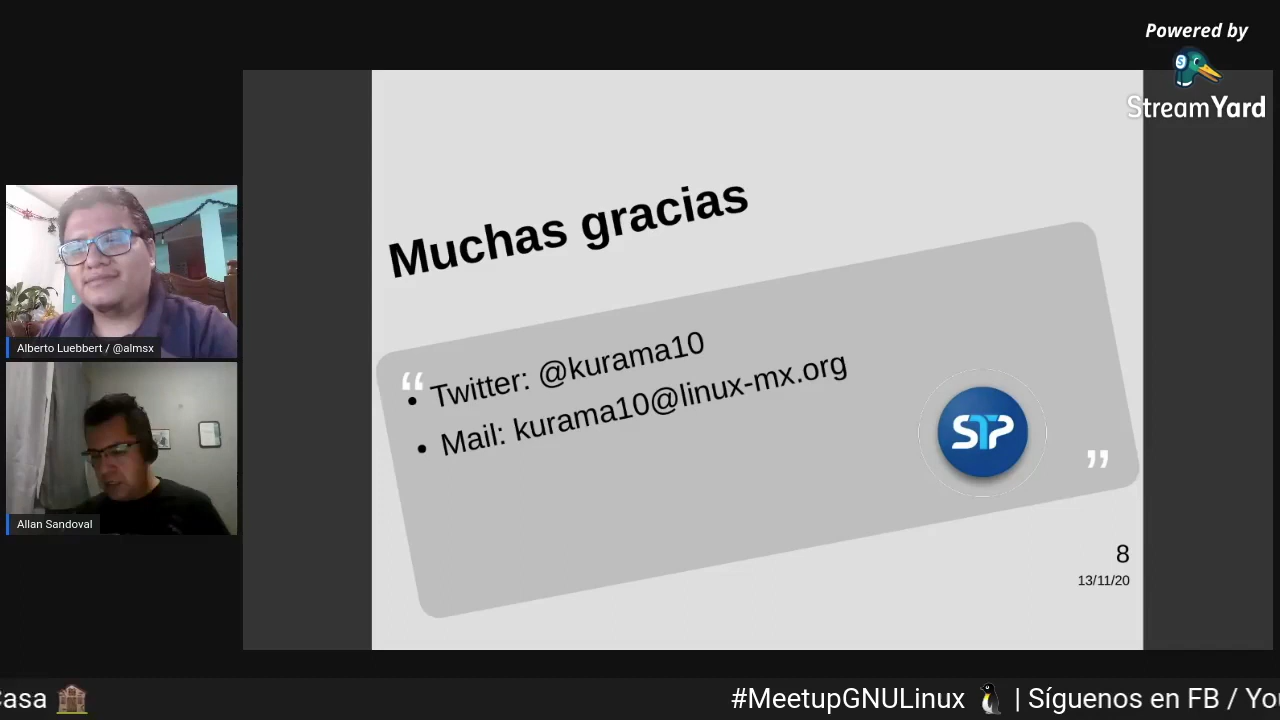 Powered by
StreamYard
Muchas gracias
“
• Twitter: @kurama10
• Mail: kurama10@linux-mx.org
STP
”
8
13/11/20
Alberto Luebbert / @almsx
Allan Sandoval
Casa 🏚 #MeetupGNULinux 🐧 | Síguenos en FB / You